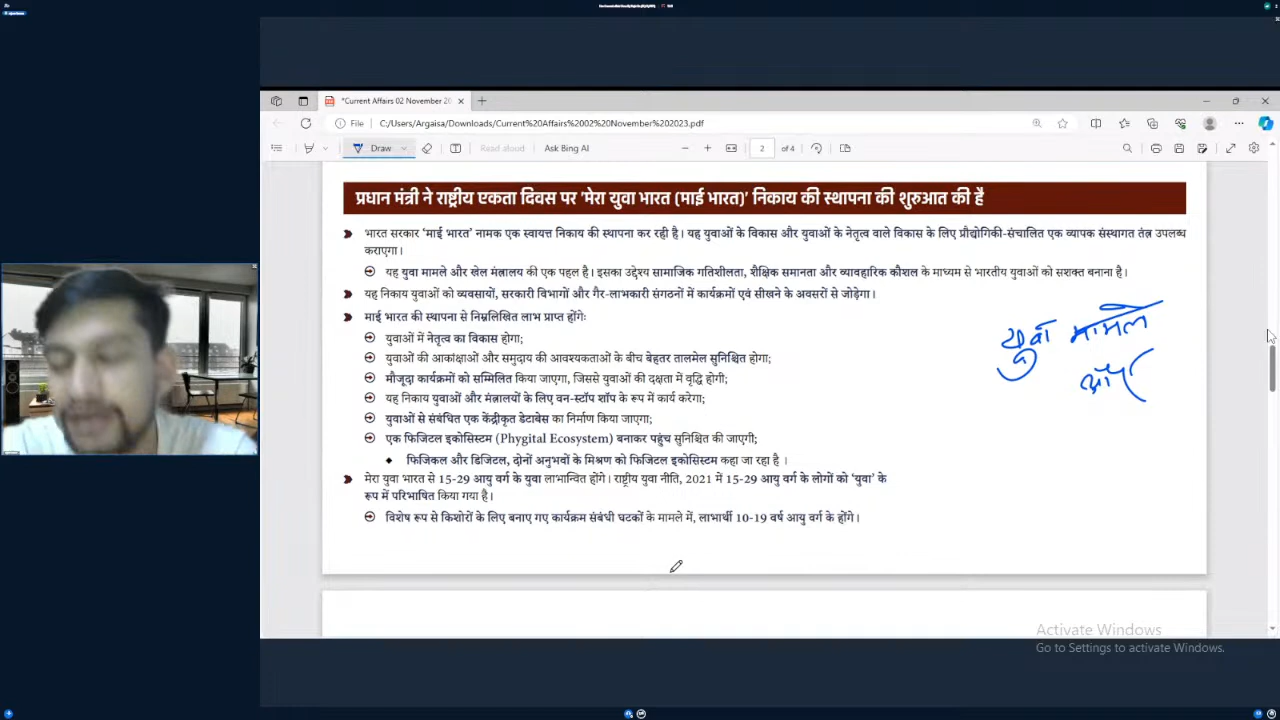 *Current Affairs 02 November 20
File C:/Users/Argaisa/Downloads/Current%20Affairs%2002%20November%202023.pdf
Draw Read aloud Ask Bing AI 2 of 4
प्रधान मंत्री ने राष्ट्रीय एकता दिवस पर 'मेरा युवा भारत (माई भारत)' निकाय की स्थापना की शुरुआत की है
भारत सरकार 'माई भारत' नामक एक स्वायत्त निकाय की स्थापना कर रही है। यह युवाओं के विकास और युवाओं के नेतृत्व वाले विकास के लिए प्रौद्योगिकी-संचालित एक व्यापक संस्थागत तंत्र उपलब्ध
कराएगा।
यह युवा मामले और खेल मंत्रालय की एक पहल है। इसका उद्देश्य सामाजिक गतिशीलता, शैक्षिक समानता और व्यावहारिक कौशल के माध्यम से भारतीय युवाओं को सशक्त बनाना है।
यह निकाय युवाओं को व्यवसायों, सरकारी विभागों और गैर-लाभकारी संगठनों में कार्यक्रमों एवं सीखने के अवसरों से जोड़ेगा।
माई भारत की स्थापना से निम्नलिखित लाभ प्राप्त होंगे:
युवाओं में नेतृत्व का विकास होगा;
युवाओं की आकांक्षाओं और समुदाय की आवश्यकताओं के बीच बेहतर तालमेल सुनिश्चित होगा;
मौजूदा कार्यक्रमों को सम्मिलित किया जाएगा, जिससे युवाओं की दक्षता में वृद्धि होगी;
यह निकाय युवाओं और मंत्रालयों के लिए वन-स्टॉप शॉप के रूप में कार्य करेगा;
युवाओं से संबंधित एक केंद्रीकृत डेटाबेस का निर्माण किया जाएगा;
एक फिजिटल इकोसिस्टम (Phygital Ecosystem) बनाकर पहुंच सुनिश्चित की जाएगी;
फिजिकल और डिजिटल, दोनों अनुभवों के मिश्रण को फिजिटल इकोसिस्टम कहा जा रहा है ।
मेरा युवा भारत से 15-29 आयु वर्ग के युवा लाभान्वित होंगे। राष्ट्रीय युवा नीति, 2021 में 15-29 आयु वर्ग के लोगों को 'युवा' के
रूप में परिभाषित किया गया है।
विशेष रूप से किशोरों के लिए बनाए गए कार्यक्रम संबंधी घटकों के मामले में, लाभार्थी 10-19 वर्ष आयु वर्ग के होंगे।
युवा मामले
Activate Windows
Go to Settings to activate Windows.